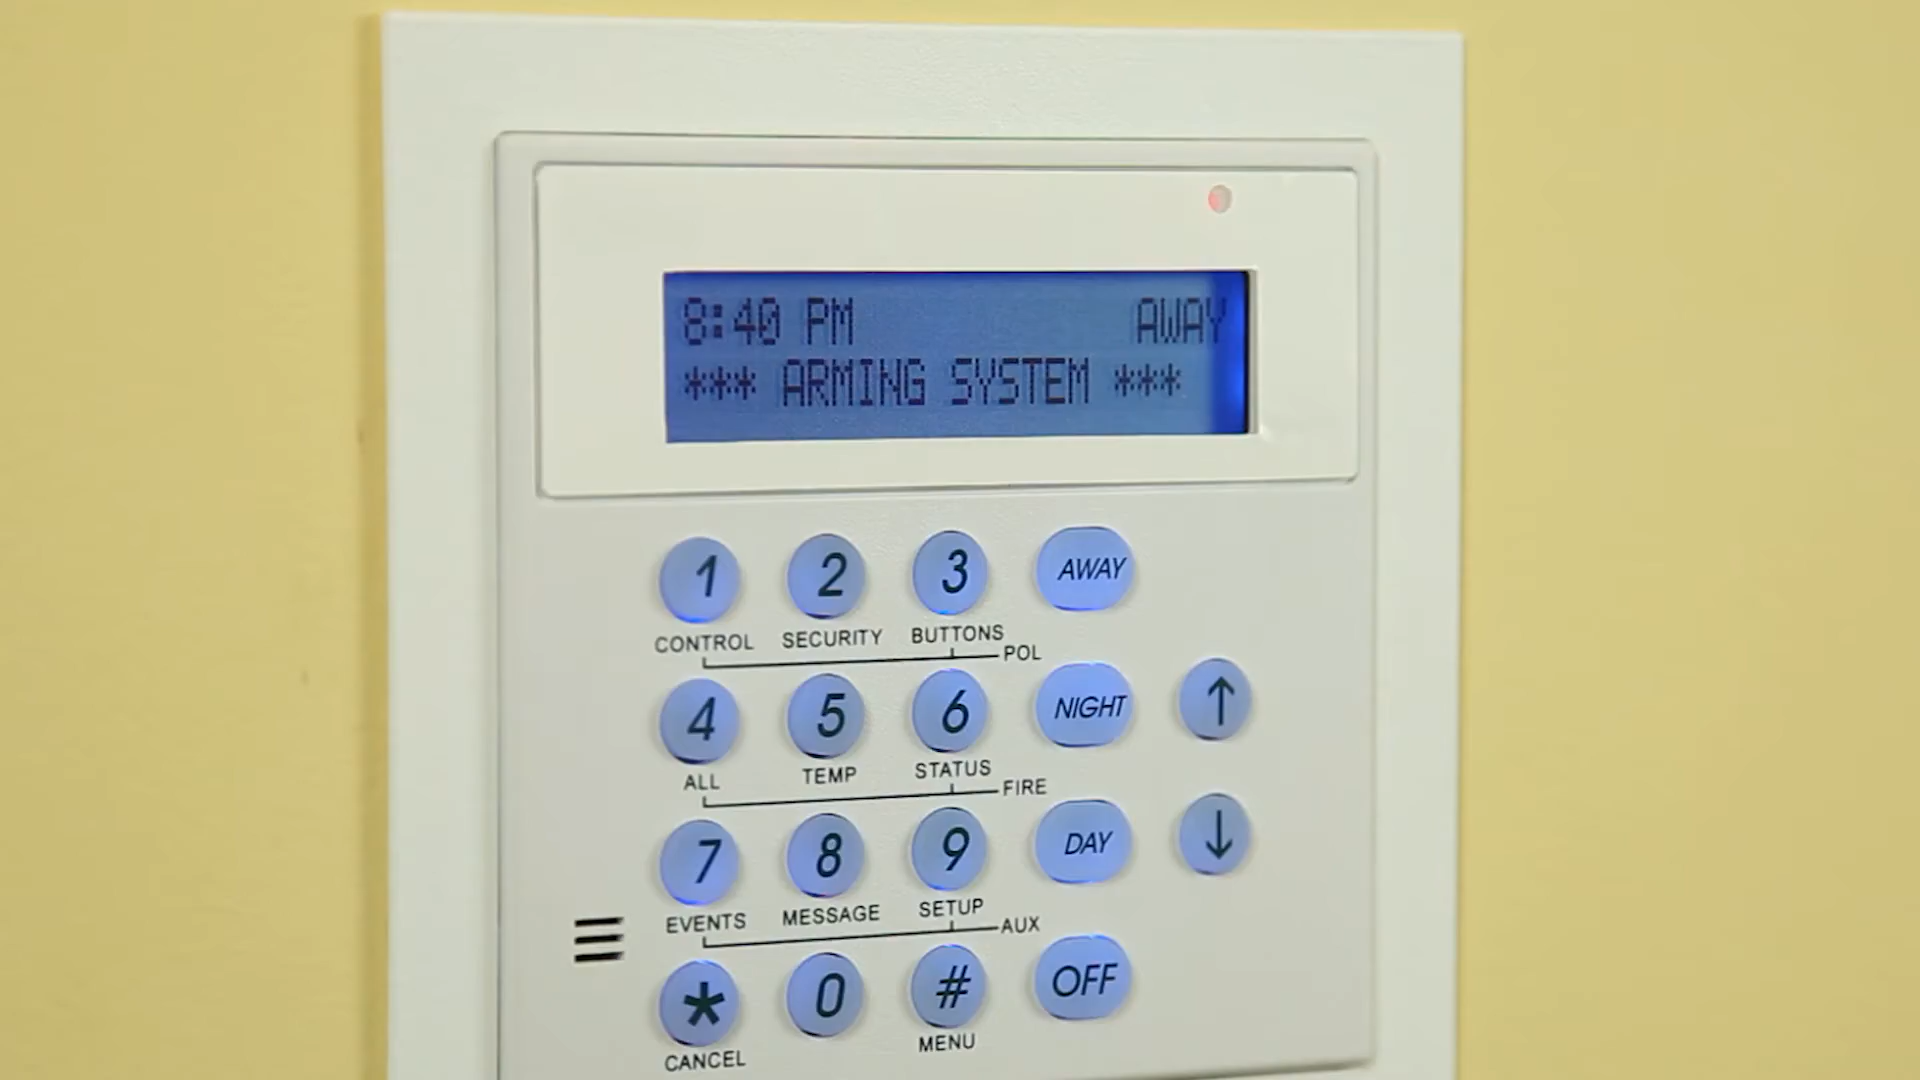 8:40 PM AWAY
*** ARMING SYSTEM ***
1 2 3 AWAY
CONTROL SECURITY BUTTONS
POL
4 5 6 NIGHT ↑
ALL TEMP STATUS
FIRE
7 8 9 DAY ↓
EVENTS MESSAGE SETUP
AUX
* 0 # OFF
CANCEL MENU